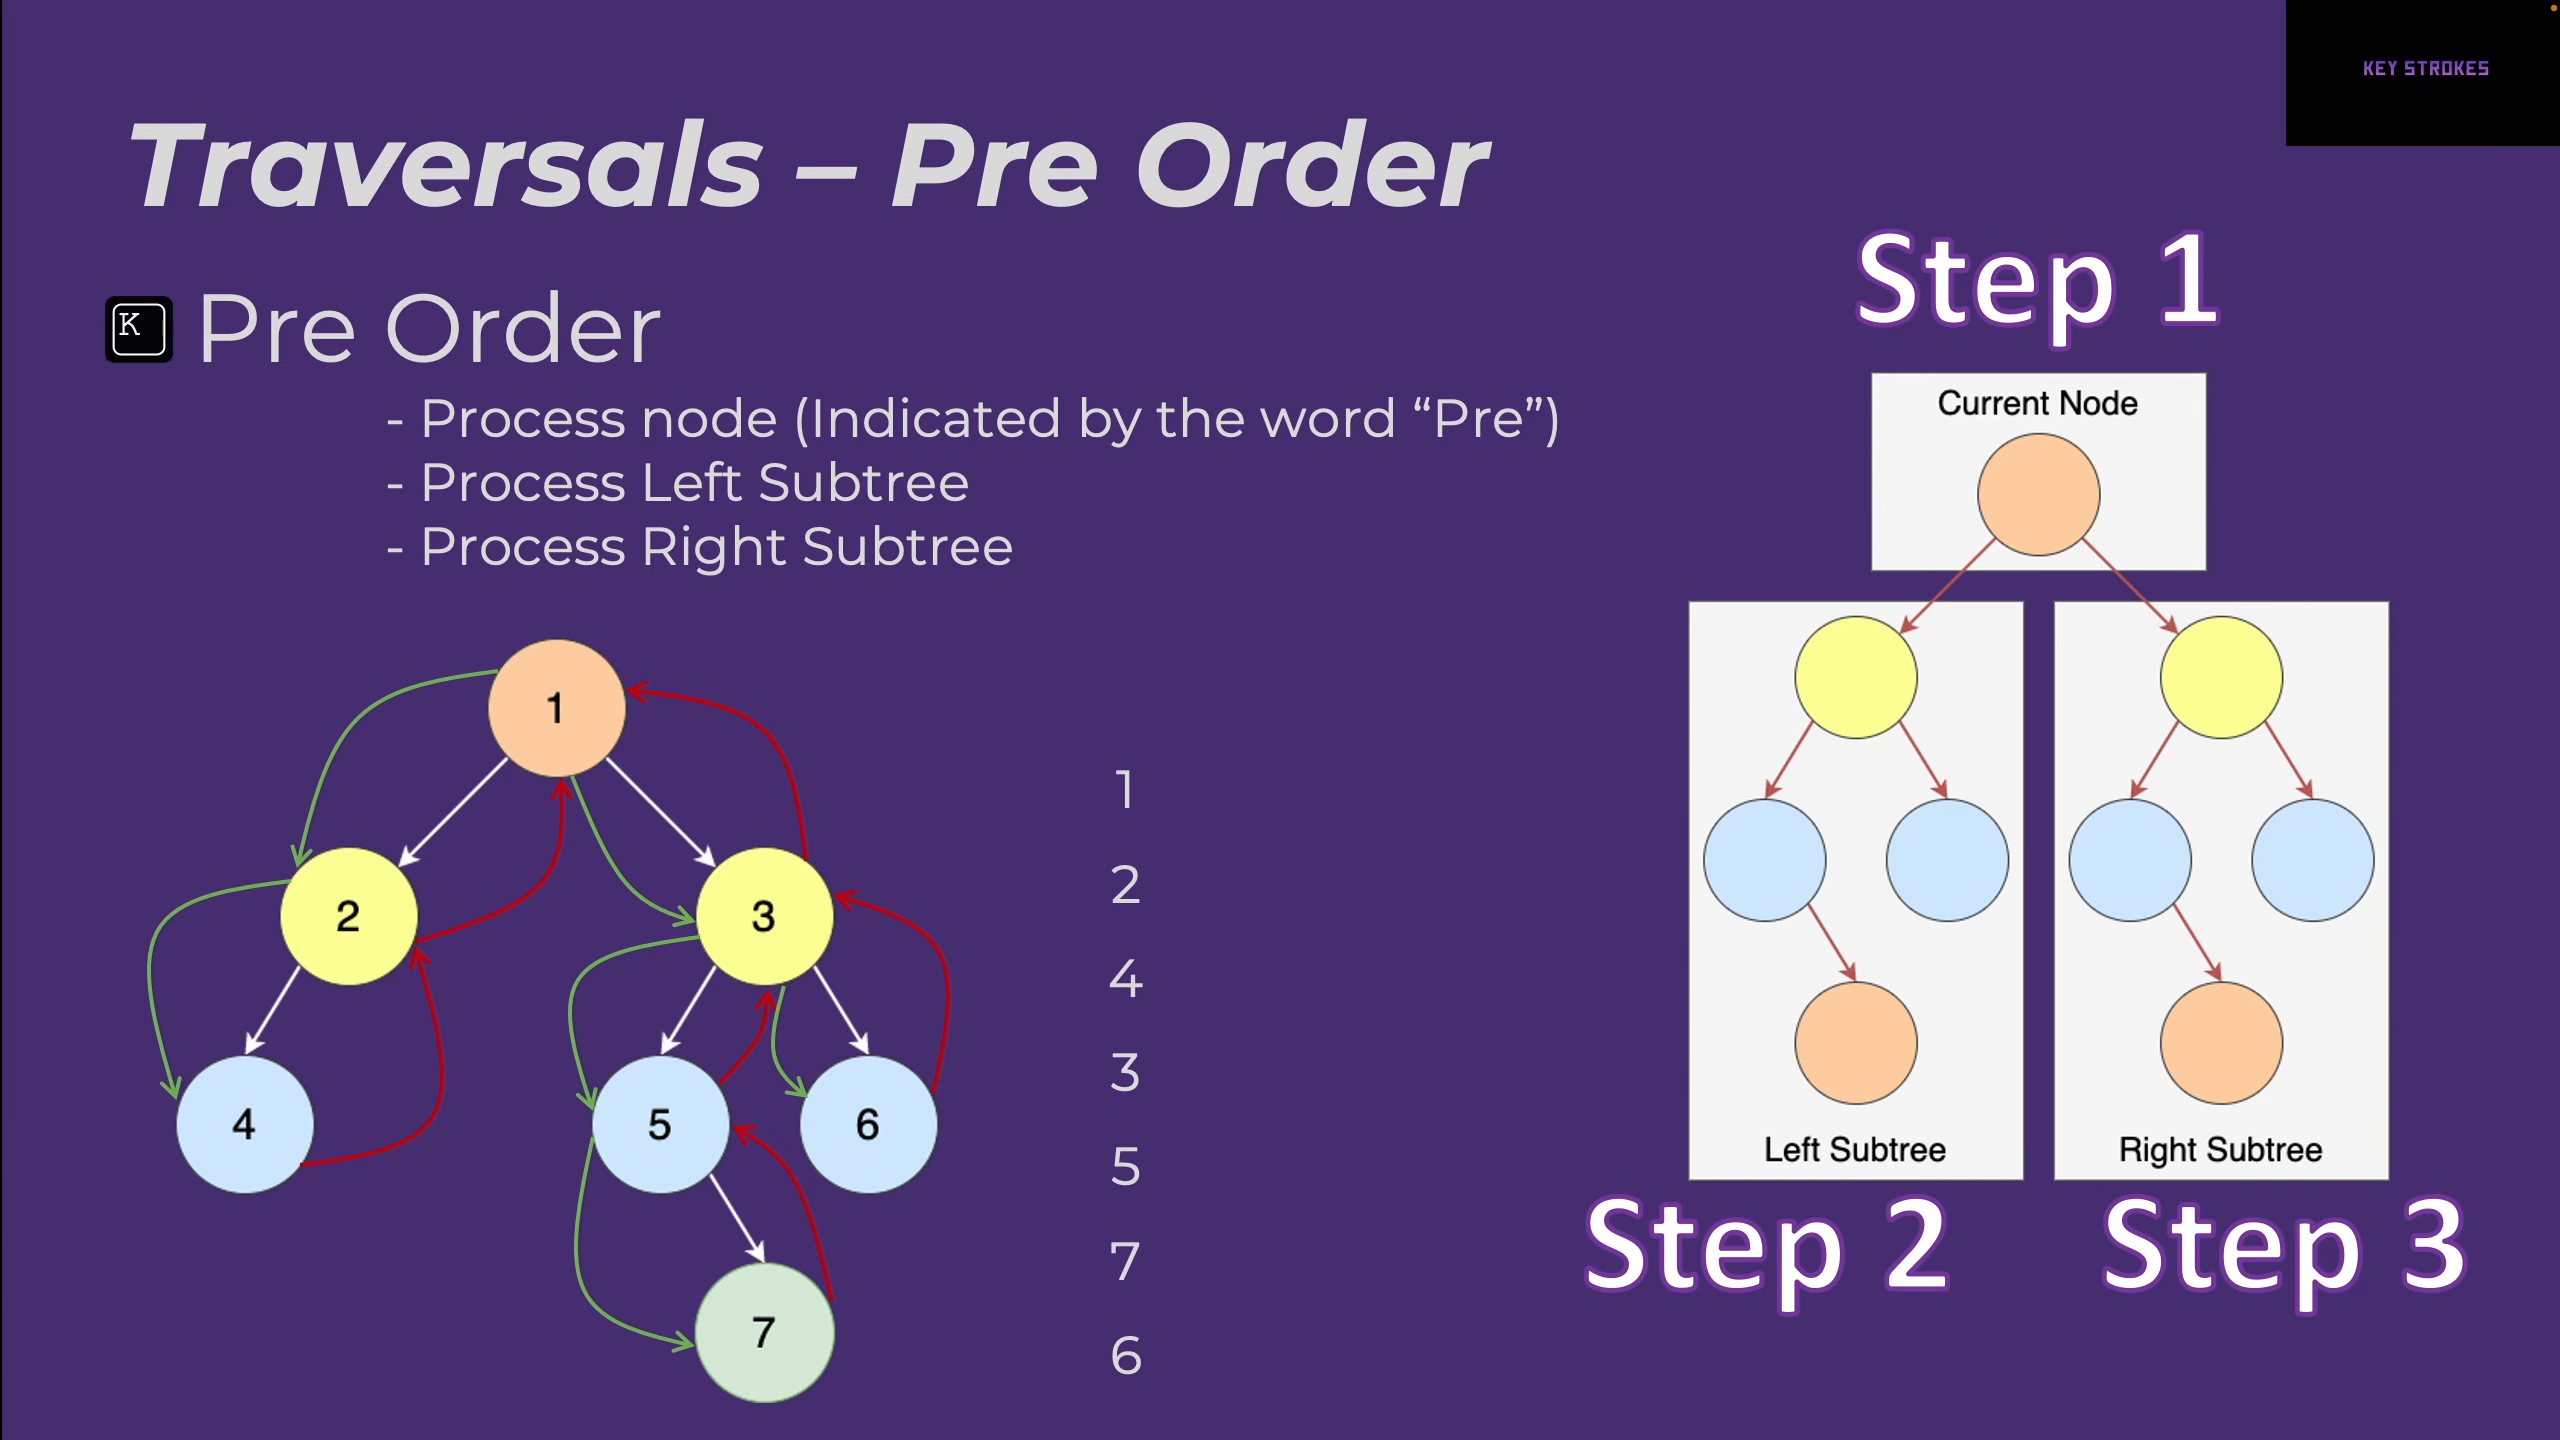 KEY STROKES
Traversals – Pre Order
K
Pre Order
- Process node (Indicated by the word “Pre”)
- Process Left Subtree
- Process Right Subtree
1
2
3
4
5
6
7
1
2
4
3
5
7
6
Step 1
Current Node
Left Subtree
Right Subtree
Step 2
Step 3